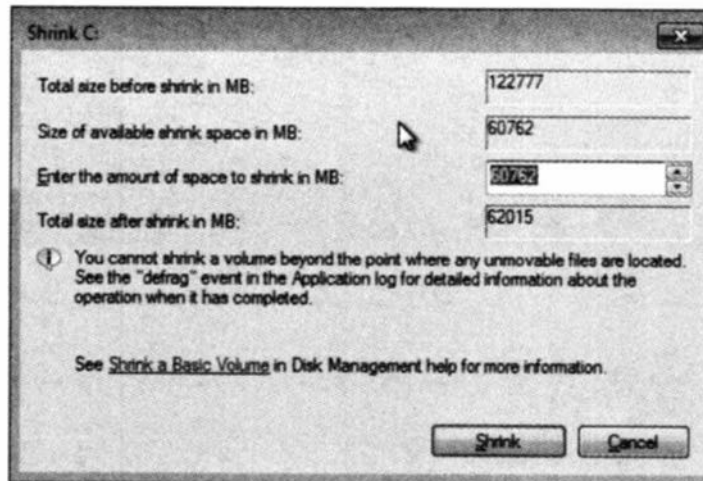 Shrink C:
Total size before shrink in MB: 122777
Size of available shrink space in MB: 60762
Enter the amount of space to shrink in MB: 60762
Total size after shrink in MB: 62015
You cannot shrink a volume beyond the point where any unmovable files are located.
See the "defrag" event in the Application log for detailed information about the
operation when it has completed.
See Shrink a Basic Volume in Disk Management help for more information.
Shrink Cancel